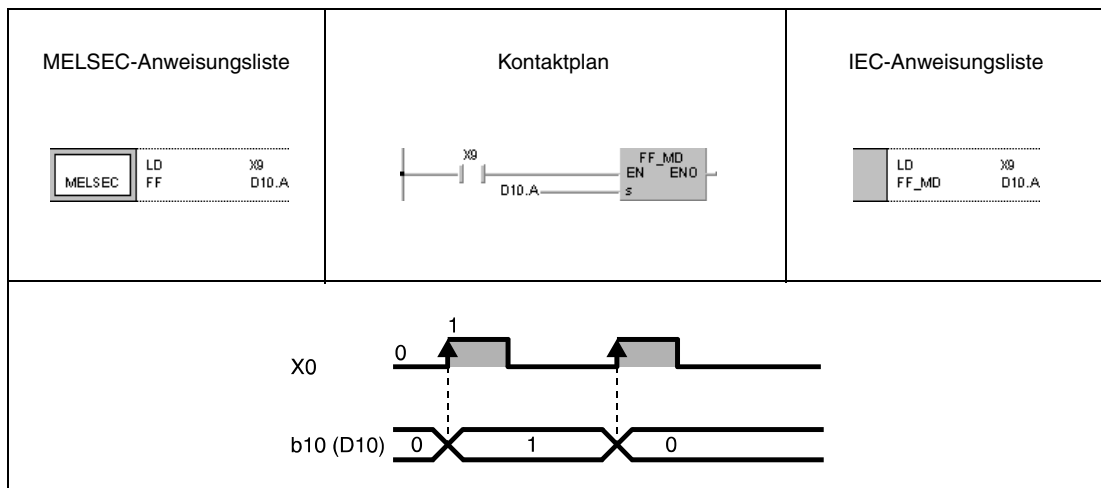 MELSEC-Anweisungsliste
Kontaktplan
IEC-Anweisungsliste
MELSEC
LD X9
FF D10.A
X9
FF_MD
EN ENO
D10.A
s
LD X9
FF_MD D10.A
1
0
X0
b10 (D10) 0 1 0